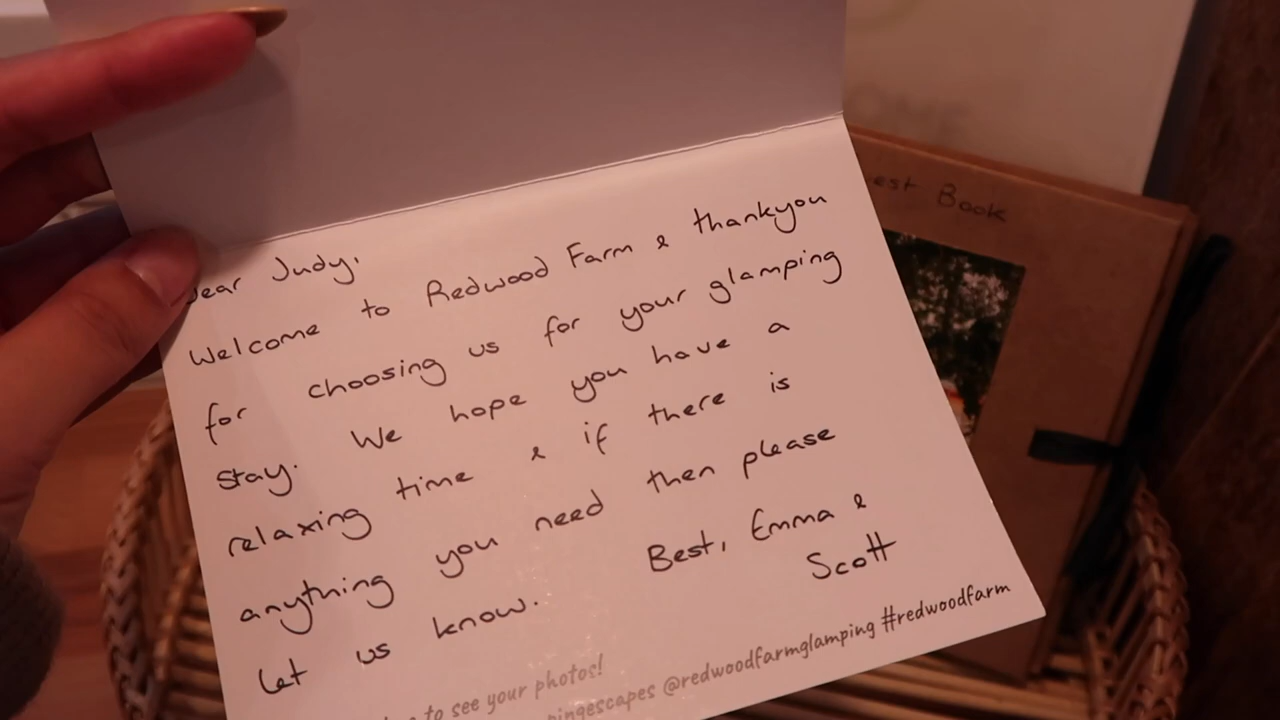 Dear Judy,
Welcome to Redwood Farm & thankyou
for choosing us for your glamping
stay. We hope you have a
relaxing time & if there is
anything you need then please
let us know. Best, Emma &
Scott
to see your photos!
@redwoodfarmglamping #redwoodfarm
Book